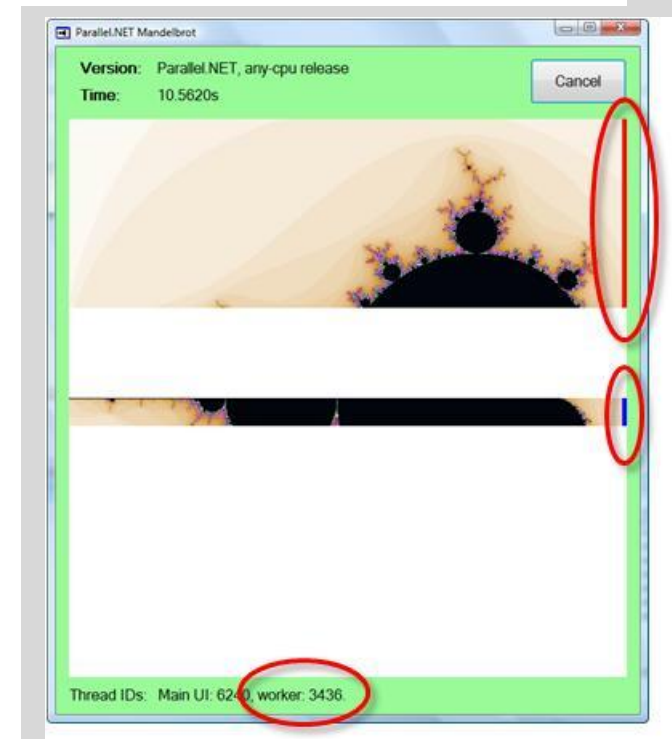 Parallel.NET Mandelbrot
Version: Parallel.NET, any-cpu release
Cancel
Time: 10.5620s
Thread IDs: Main UI: 6240, worker: 3436.